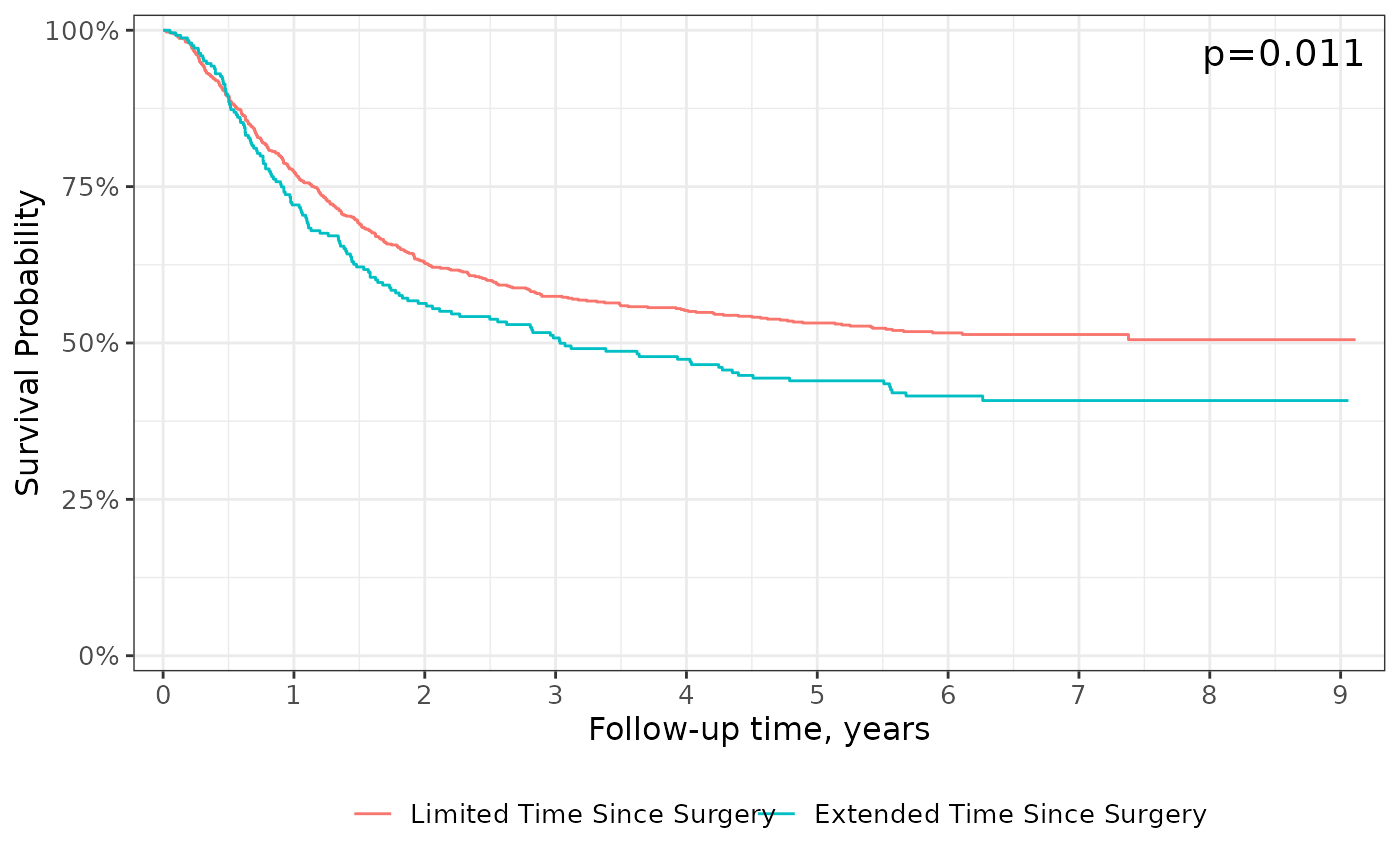 100%
75%
50%
25%
0%
Survival Probability
p=0.011
0 1 2 3 4 5 6 7 8 9
Follow-up time, years
Limited Time Since Surgery Extended Time Since Surgery